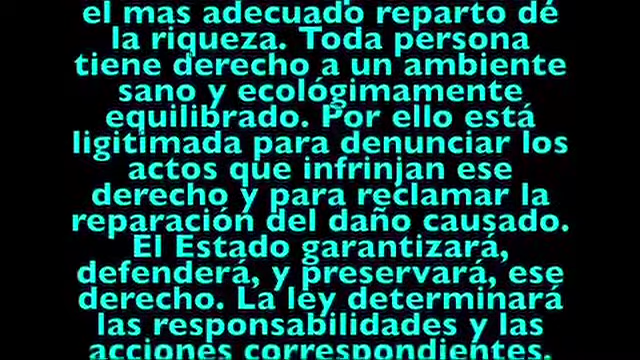 el mas adecuado reparto de
la riqueza. Toda persona
tiene derecho a un ambiente
sano y ecológimamente
equilibrado. Por ello está
ligitimada para denunciar los
actos que infrinjan ese
derecho y para reclamar la
reparación del daño causado.
El Estado garantizará,
defenderá, y preservará, ese
derecho. La ley determinará
las responsabilidades y las
acciones correspondientes.